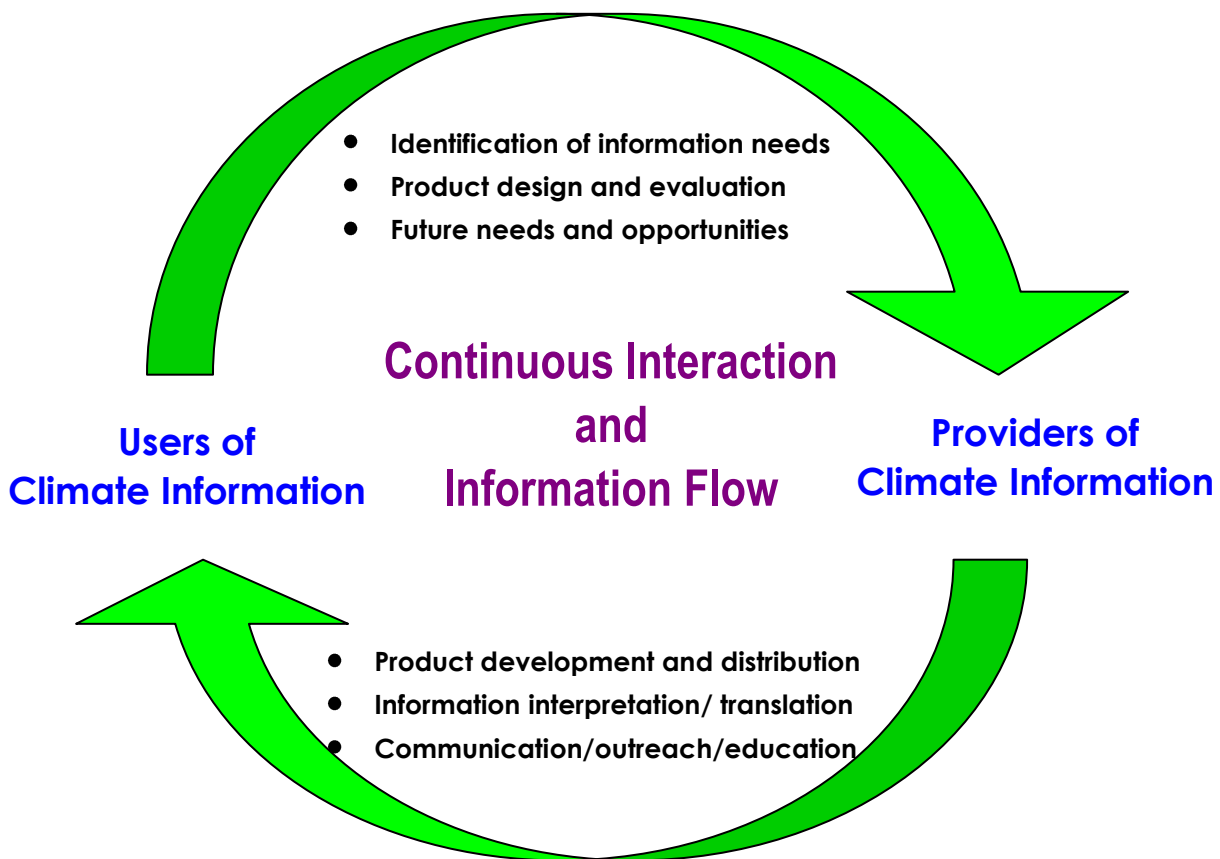 • Identification of information needs
• Product design and evaluation
• Future needs and opportunities
Continuous Interaction
and
Information Flow
Users of
Climate Information
Providers of
Climate Information
• Product development and distribution
• Information interpretation/ translation
• Communication/outreach/education